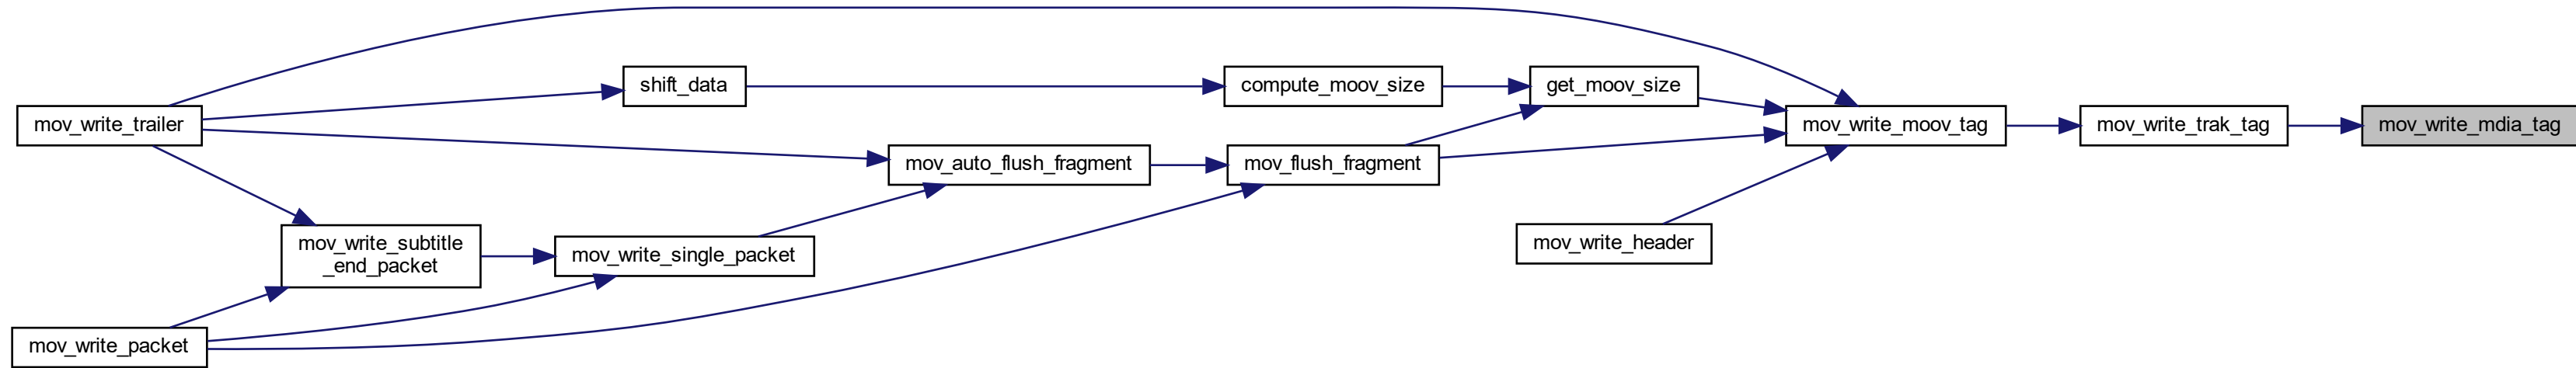 shift_data
compute_moov_size
get_moov_size
mov_write_trailer
mov_write_moov_tag
mov_write_trak_tag
mov_write_mdia_tag
mov_auto_flush_fragment
mov_flush_fragment
mov_write_subtitle
_end_packet
mov_write_single_packet
mov_write_header
mov_write_packet